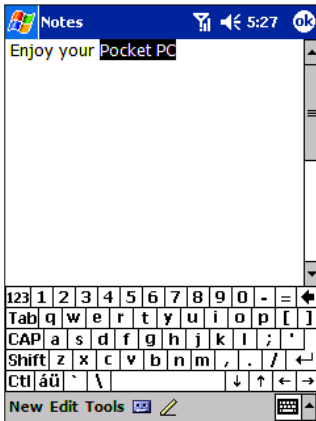 Notes 5:27 ok
Enjoy your Pocket PC
123 1 2 3 4 5 6 7 8 9 0 - =
Tab q w e r t y u i o p [ ]
CAP a s d f g h j k l ; '
Shift z x c v b n m , . /
Ctl áü ` \ ↓ ↑ ← →
New Edit Tools